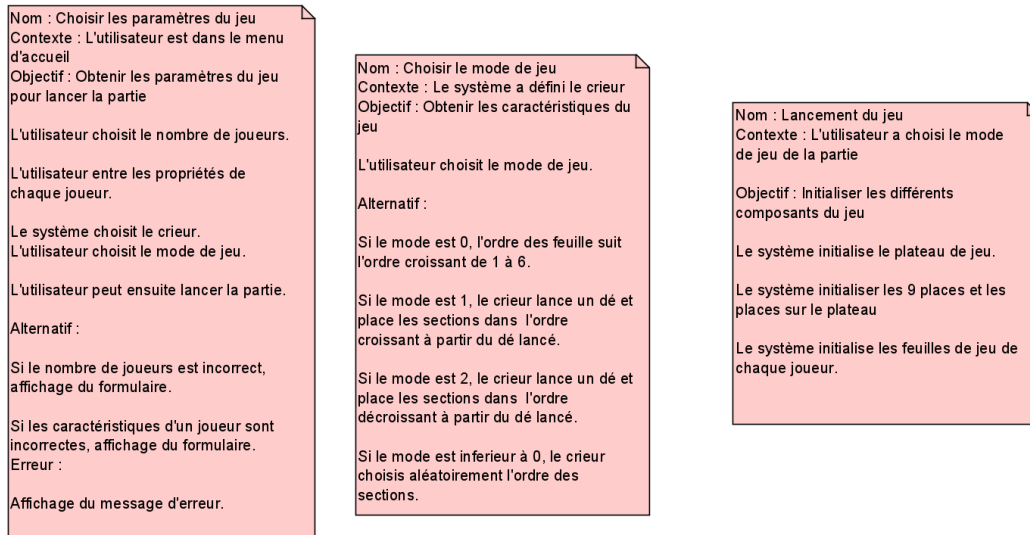 Nom : Choisir les paramètres du jeu
Contexte : L'utilisateur est dans le menu
d'accueil
Objectif : Obtenir les paramètres du jeu
pour lancer la partie
L'utilisateur choisit le nombre de joueurs.
L'utilisateur entre les propriétés de
chaque joueur.
Le système choisit le crieur.
L'utilisateur choisit le mode de jeu.
L'utilisateur peut ensuite lancer la partie.
Alternatif :
Si le nombre de joueurs est incorrect,
affichage du formulaire.
Si les caractéristiques d'un joueur sont
incorrectes, affichage du formulaire.
Erreur :
Affichage du message d'erreur.
Nom : Choisir le mode de jeu
Contexte : Le système a défini le crieur
Objectif : Obtenir les caractéristiques du
jeu
L'utilisateur choisit le mode de jeu.
Alternatif :
Si le mode est 0, l'ordre des feuille suit
l'ordre croissant de 1 à 6.
Si le mode est 1, le crieur lance un dé et
place les sections dans l'ordre
croissant à partir du dé lancé.
Si le mode est 2, le crieur lance un dé et
place les sections dans l'ordre
décroissant à partir du dé lancé.
Si le mode est inferieur à 0, le crieur
choisis aléatoirement l'ordre des
sections.
Nom : Lancement du jeu
Contexte : L'utilisateur a choisi le mode
de jeu de la partie
Objectif : Initialiser les différents
composants du jeu
Le système initialise le plateau de jeu.
Le système initialiser les 9 places et les
places sur le plateau
Le système initialise les feuilles de jeu de
chaque joueur.